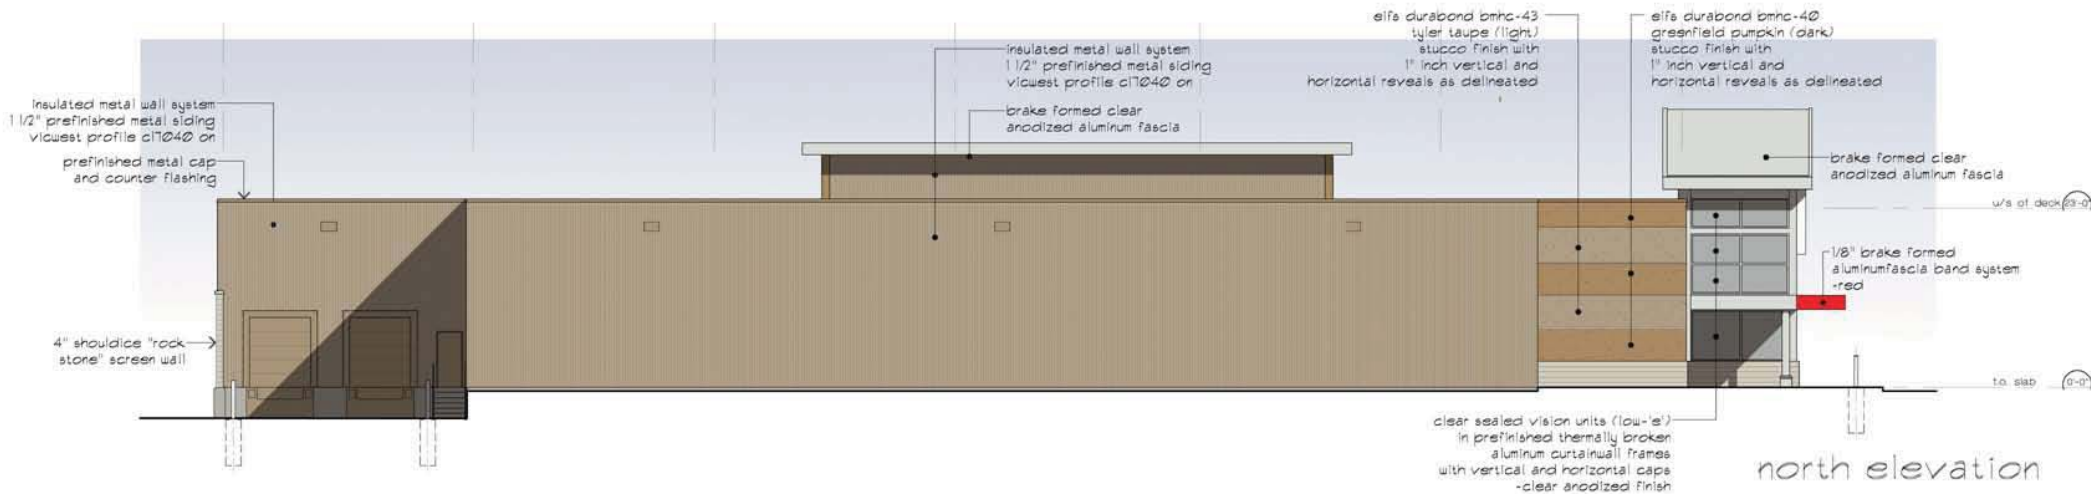 insulated metal wall system
1 1/2" prefinished metal siding
vicwest profile cl7040 on
prefinished metal cap
and counter flashing
4" shouldice "rock
stone" screen wall
insulated metal wall system
1 1/2" prefinished metal siding
vicwest profile cl7040 on
brake formed clear
anodized aluminum fascia
eifs durabond bmhc-43
tyler taupe (light)
stucco finish with
1" inch vertical and
horizontal reveals as delineated
eifs durabond bmhc-40
greenfield pumpkin (dark)
stucco finish with
1" inch vertical and
horizontal reveals as delineated
brake formed clear
anodized aluminum fascia
u/s of deck 23'-0"
1/8" brake formed
aluminumfascia band system
-red
t.o. slab 0'-0"
clear sealed vision units (low-'e')
in prefinished thermally broken
aluminum curtainwall frames
with vertical and horizontal caps
-clear anodized finish
north elevation